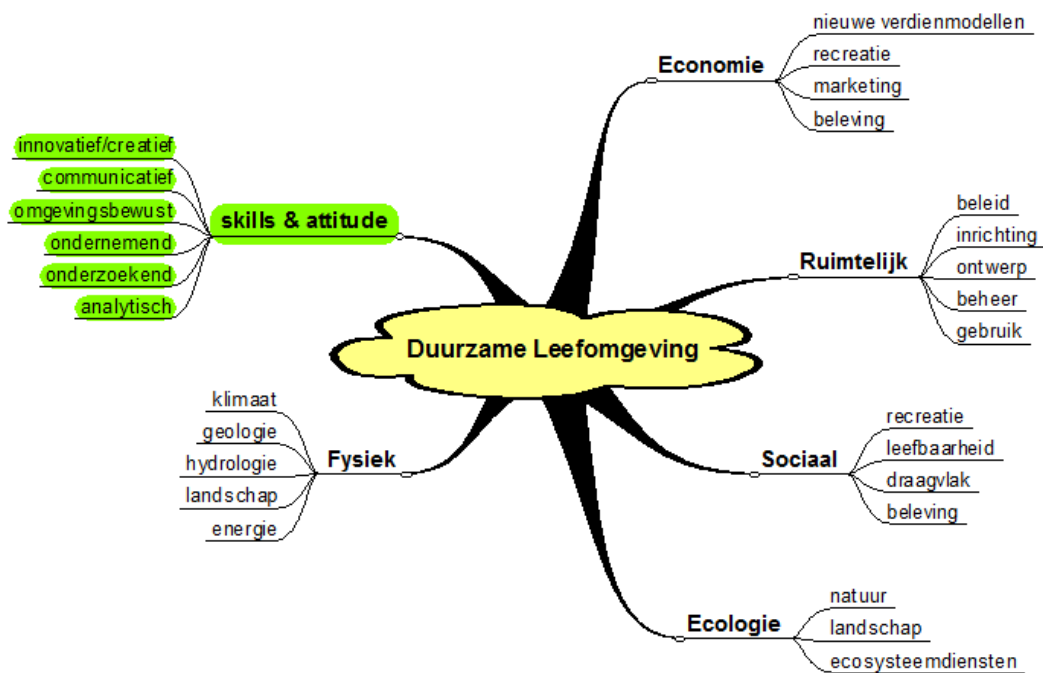 Duurzame Leefomgeving
Economie
nieuwe verdienmodellen
recreatie
marketing
beleving
Ruimtelijk
beleid
inrichting
ontwerp
beheer
gebruik
Sociaal
recreatie
leefbaarheid
draagvlak
beleving
Ecologie
natuur
landschap
ecosysteemdiensten
skills & attitude
innovatief/creatief
communicatief
omgevingsbewust
ondernemend
onderzoekend
analytisch
Fysiek
klimaat
geologie
hydrologie
landschap
energie